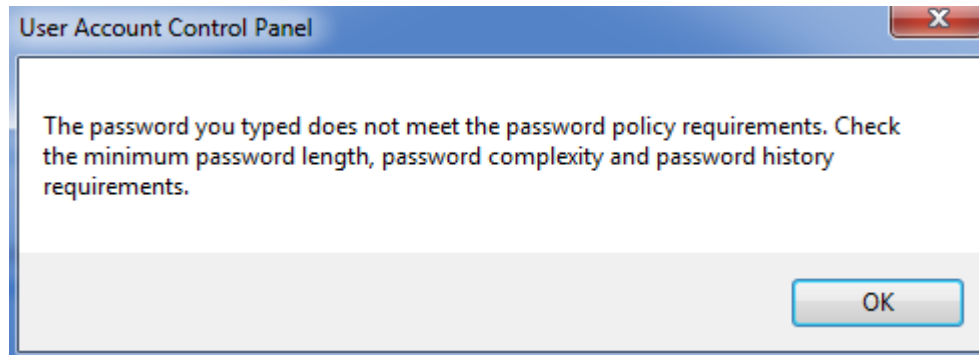 User Account Control Panel
The password you typed does not meet the password policy requirements. Check
the minimum password length, password complexity and password history
requirements.
OK